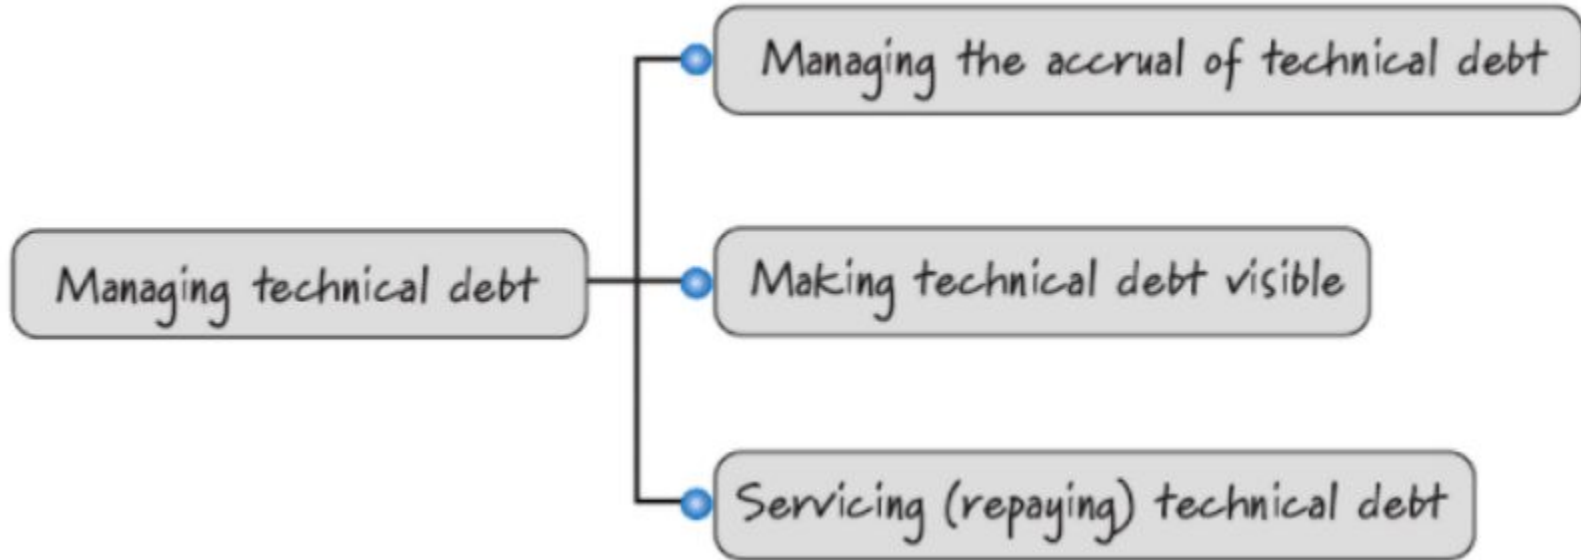 Managing the accrual of technical debt
Managing technical debt
Making technical debt visible
Servicing (repaying) technical debt